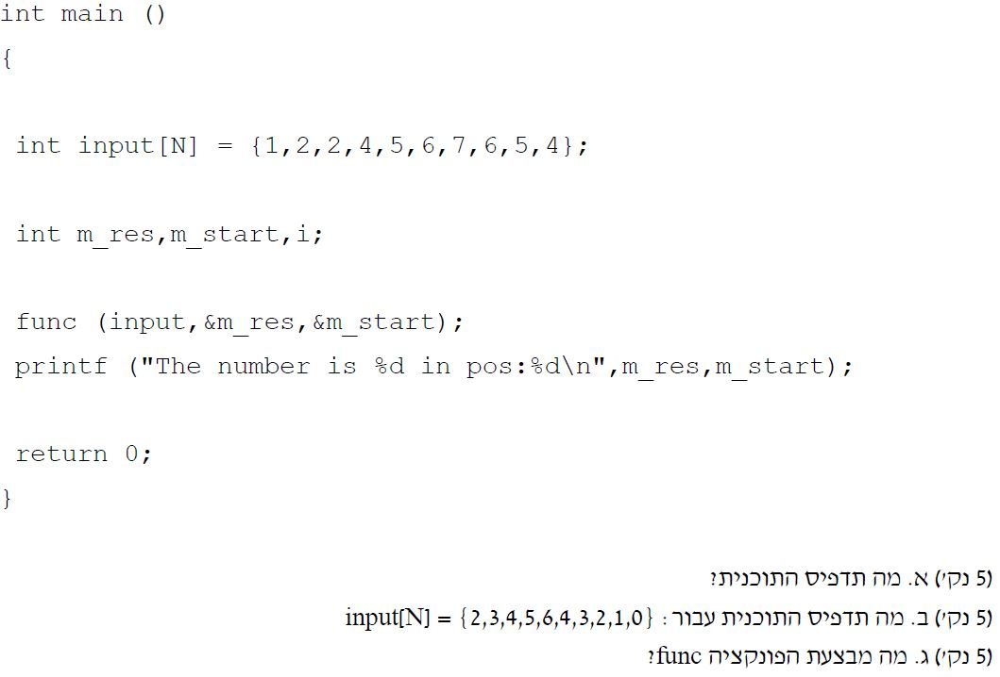 int main ()
{
int input[N] = {1,2,2,4,5,6,7,6,5,4};
int m_res,m_start,i;
func (input,&m_res,&m_start);
printf ("The number is %d in pos:%d\n",m_res,m_start);
return 0;
}
(5 נק') א. מה תדפיס התוכנית?
(5 נק') ב. מה תדפיס התוכנית עבור : input[N] = {2,3,4,5,6,4,3,2,1,0}
(5 נק') ג. מה מבצעת הפונקציה func?